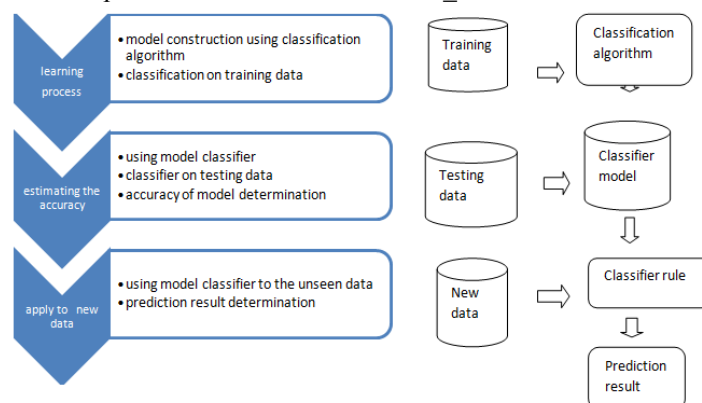 learning
process
• model construction using classification
algorithm
• classification on training data
Training
data
Classification
algorithm
estimating the
accuracy
• using model classifier
• classifier on testing data
• accuracy of model determination
Testing
data
Classifier
model
apply to new
data
• using model classifier to the unseen data
• prediction result determination
New
data
Classifier rule
Prediction
result